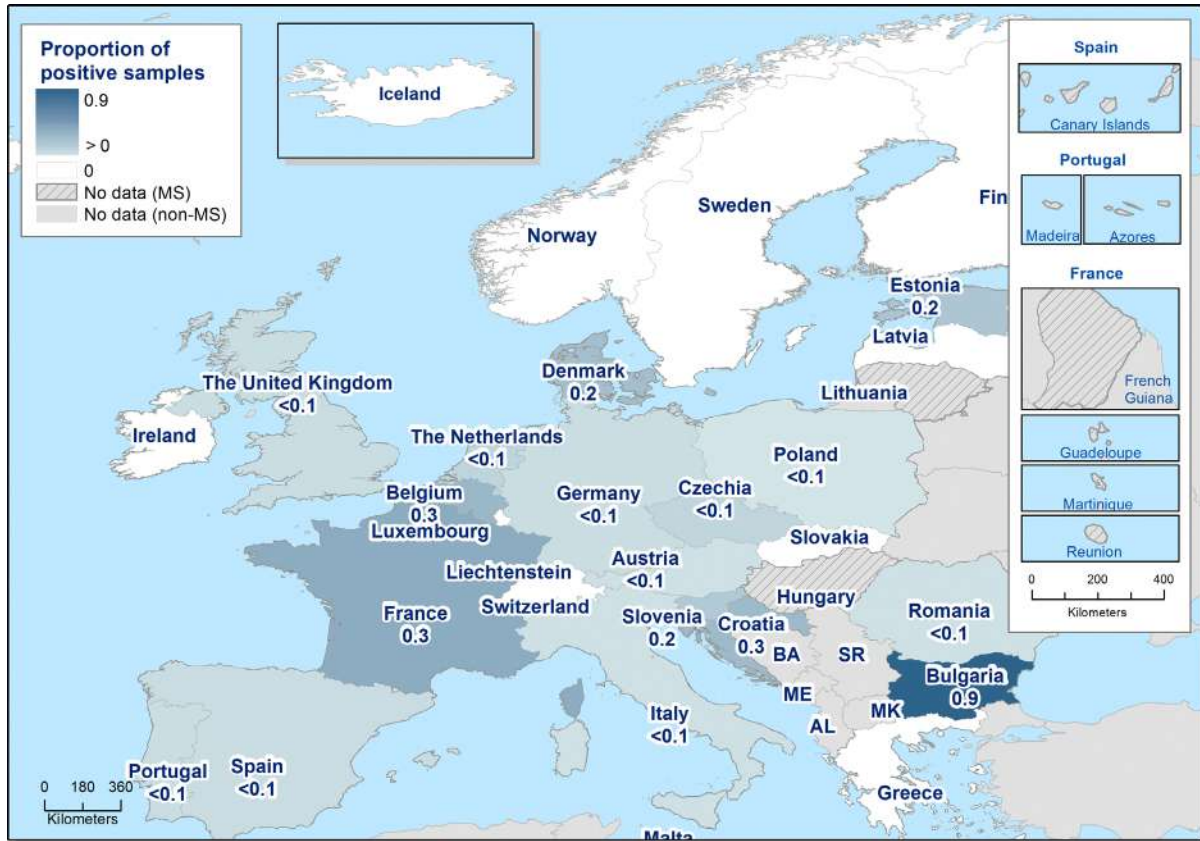 Proportion of
positive samples
0.9
> 0
0
No data (MS)
No data (non-MS)
Iceland
Norway
Sweden
Fin
Estonia
0.2
Latvia
Lithuania
Denmark
0.2
The United Kingdom
<0.1
Ireland
The Netherlands
<0.1
Belgium
0.3
Luxembourg
Germany
<0.1
Poland
<0.1
Czechia
<0.1
Slovakia
Austria
<0.1
Liechtenstein
Switzerland
Hungary
France
0.3
Slovenia
0.2
Croatia
0.3
Romania
<0.1
BA
SR
Bulgaria
0.9
ME
MK
AL
Italy
<0.1
Portugal
<0.1
Spain
<0.1
Greece
Malta
0 180 360
Kilometers
Spain
Canary Islands
Portugal
Madeira
Azores
France
French
Guiana
Guadeloupe
Martinique
Reunion
0 200 400
Kilometers